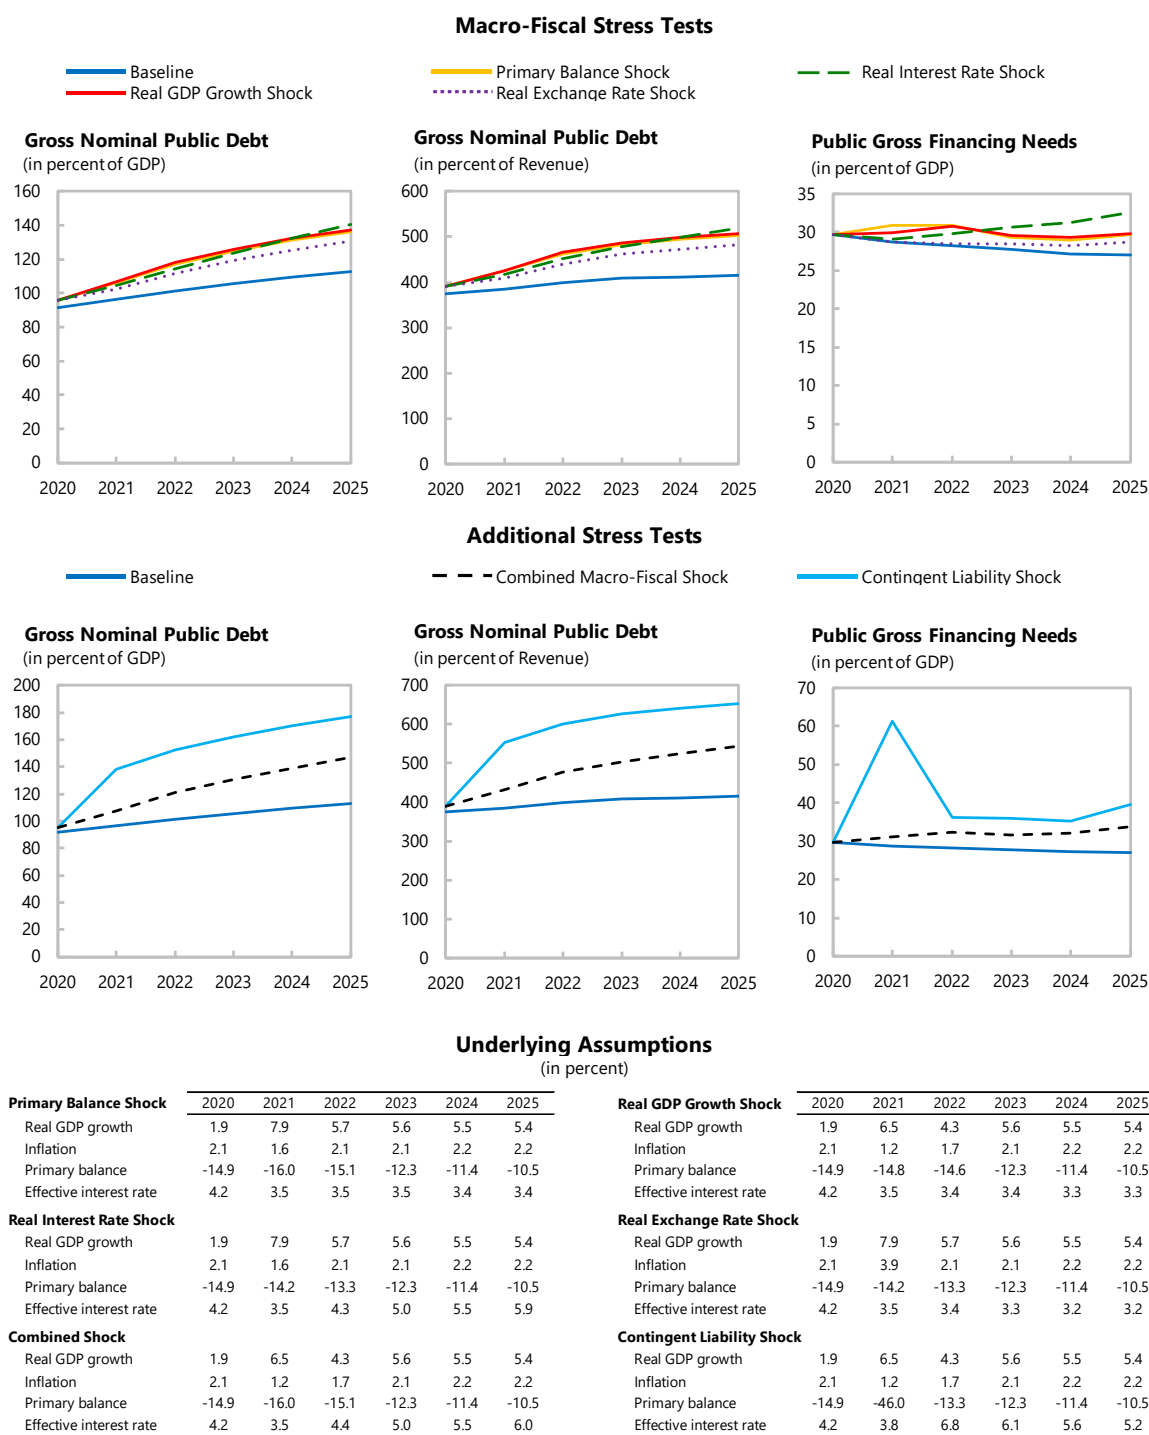 Macro-Fiscal Stress Tests
Baseline
Primary Balance Shock
Real Interest Rate Shock
Real GDP Growth Shock
Real Exchange Rate Shock
Gross Nominal Public Debt
(in percent of GDP)
160
140
120
100
80
60
40
20
0
2020 2021 2022 2023 2024 2025
Gross Nominal Public Debt
(in percent of Revenue)
600
500
400
300
200
100
0
2020 2021 2022 2023 2024 2025
Public Gross Financing Needs
(in percent of GDP)
35
30
25
20
15
10
5
0
2020 2021 2022 2023 2024 2025
Additional Stress Tests
Baseline
Combined Macro-Fiscal Shock
Contingent Liability Shock
Gross Nominal Public Debt
(in percent of GDP)
200
180
160
140
120
100
80
60
40
20
0
2020 2021 2022 2023 2024 2025
Gross Nominal Public Debt
(in percent of Revenue)
700
600
500
400
300
200
100
0
2020 2021 2022 2023 2024 2025
Public Gross Financing Needs
(in percent of GDP)
70
60
50
40
30
20
10
0
2020 2021 2022 2023 2024 2025
Underlying Assumptions
(in percent)
Primary Balance Shock 2020 2021 2022 2023 2024 2025
Real GDP growth 1.9 7.9 5.7 5.6 5.5 5.4
Inflation 2.1 1.6 2.1 2.1 2.2 2.2
Primary balance -14.9 -16.0 -15.1 -12.3 -11.4 -10.5
Effective interest rate 4.2 3.5 3.5 3.5 3.4 3.4
Real Interest Rate Shock
Real GDP growth 1.9 7.9 5.7 5.6 5.5 5.4
Inflation 2.1 1.6 2.1 2.1 2.2 2.2
Primary balance -14.9 -14.2 -13.3 -12.3 -11.4 -10.5
Effective interest rate 4.2 3.5 4.3 5.0 5.5 5.9
Combined Shock
Real GDP growth 1.9 6.5 4.3 5.6 5.5 5.4
Inflation 2.1 1.2 1.7 2.1 2.2 2.2
Primary balance -14.9 -16.0 -15.1 -12.3 -11.4 -10.5
Effective interest rate 4.2 3.5 4.4 5.0 5.5 6.0
Real GDP Growth Shock 2020 2021 2022 2023 2024 2025
Real GDP growth 1.9 6.5 4.3 5.6 5.5 5.4
Inflation 2.1 1.2 1.7 2.1 2.2 2.2
Primary balance -14.9 -14.8 -14.6 -12.3 -11.4 -10.5
Effective interest rate 4.2 3.5 3.4 3.4 3.3 3.3
Real Exchange Rate Shock
Real GDP growth 1.9 7.9 5.7 5.6 5.5 5.4
Inflation 2.1 3.9 2.1 2.1 2.2 2.2
Primary balance -14.9 -14.2 -13.3 -12.3 -11.4 -10.5
Effective interest rate 4.2 3.5 3.4 3.3 3.2 3.2
Contingent Liability Shock
Real GDP growth 1.9 6.5 4.3 5.6 5.5 5.4
Inflation 2.1 1.2 1.7 2.1 2.2 2.2
Primary balance -14.9 -46.0 -13.3 -12.3 -11.4 -10.5
Effective interest rate 4.2 3.8 6.8 6.1 5.6 5.2